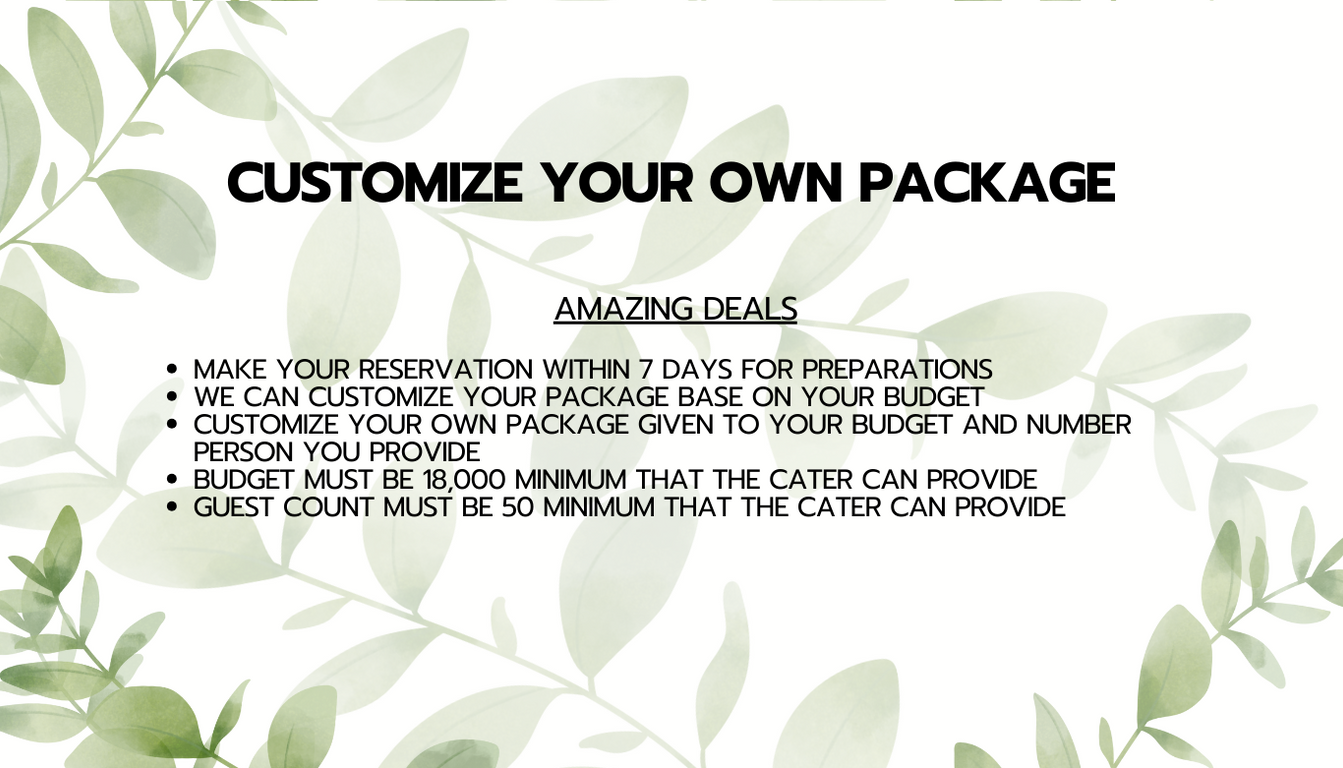 CUSTOMIZE YOUR OWN PACKAGE
AMAZING DEALS
• MAKE YOUR RESERVATION WITHIN 7 DAYS FOR PREPARATIONS
• WE CAN CUSTOMIZE YOUR PACKAGE BASE ON YOUR BUDGET
• CUSTOMIZE YOUR OWN PACKAGE GIVEN TO YOUR BUDGET AND NUMBER
PERSON YOU PROVIDE
• BUDGET MUST BE 18,000 MINIMUM THAT THE CATER CAN PROVIDE
• GUEST COUNT MUST BE 50 MINIMUM THAT THE CATER CAN PROVIDE